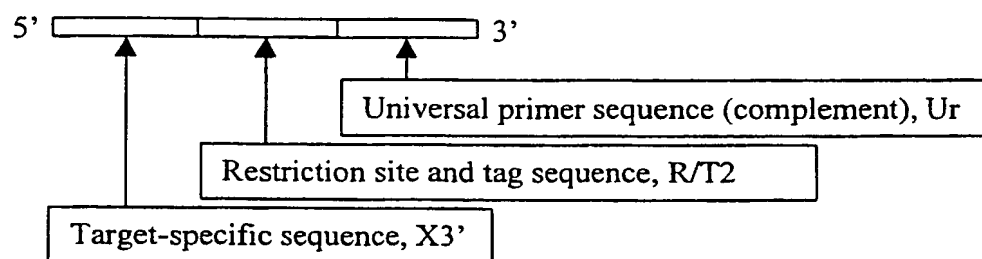 5’ 3’
Universal primer sequence (complement), Ur
Restriction site and tag sequence, R/T2
Target-specific sequence, X3’